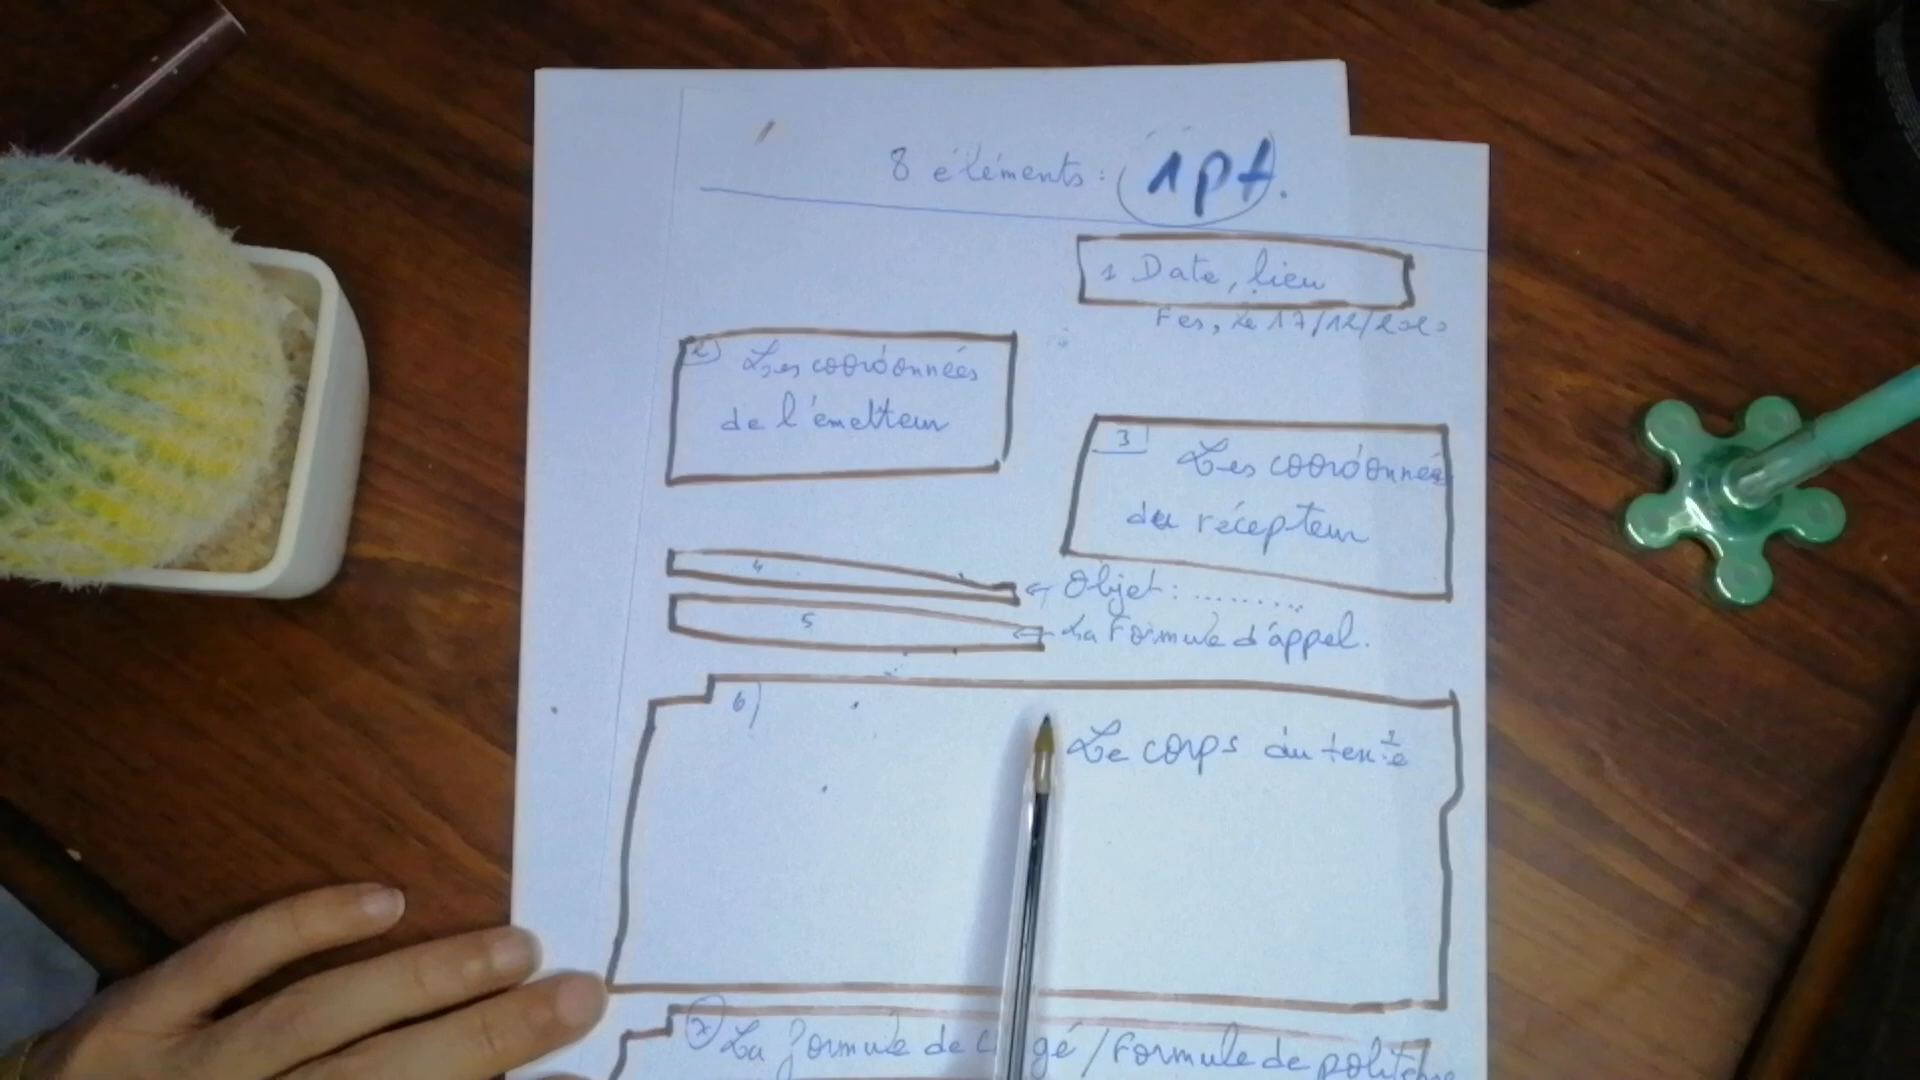 8 éléments : 1pt.
1 Date, lieu
Fes, le 17/12/2020
2) Les coordonnées
de l'émetteur
3 Les coordonnées
du récepteur
4 ← Objet : .........
5 ← La Formule d'appel.
6) Le corps du texte
7 La formule de gé / Formule de politesse